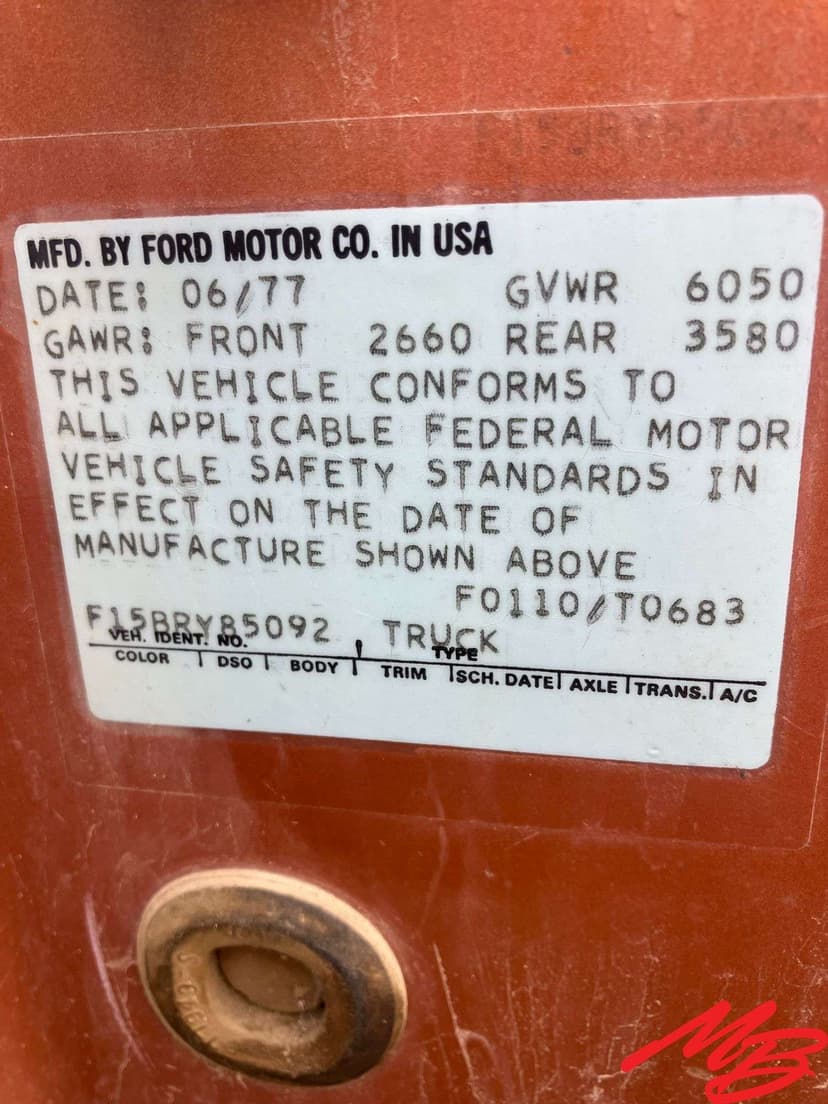 MFD. BY FORD MOTOR CO. IN USA
DATE: 06/77 GVWR 6050
GAWR: FRONT 2660 REAR 3580
THIS VEHICLE CONFORMS TO
ALL APPLICABLE FEDERAL MOTOR
VEHICLE SAFETY STANDARDS IN
EFFECT ON THE DATE OF
MANUFACTURE SHOWN ABOVE
F0110/T0683
F15BRY85092 TRUCK
VEH. IDENT. NO. TYPE
COLOR DSO BODY TRIM SCH. DATE AXLE TRANS. A/C
MB